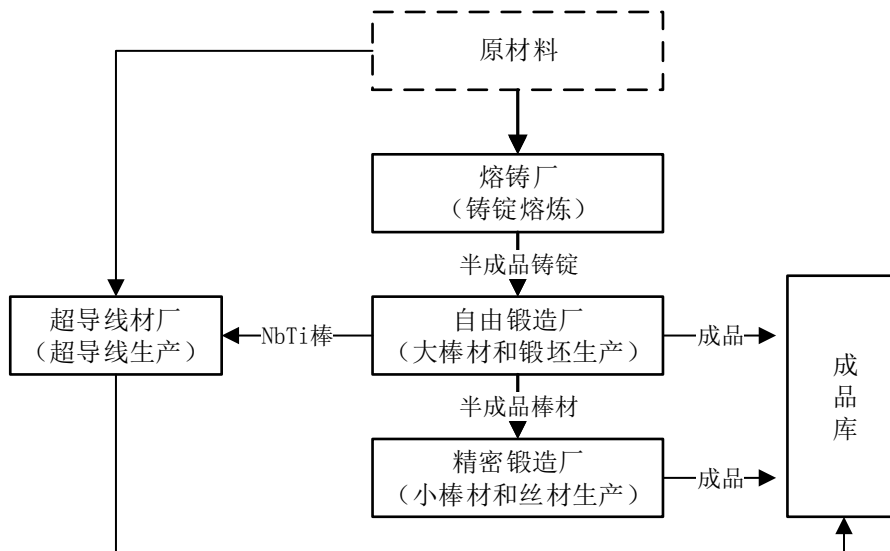 原材料
熔铸厂
（铸锭熔炼）
半成品铸锭
超导线材厂
（超导线生产）
NbTi棒
自由锻造厂
（大棒材和锻坯生产）
成品
半成品棒材
精密锻造厂
（小棒材和丝材生产）
成品
成
品
库